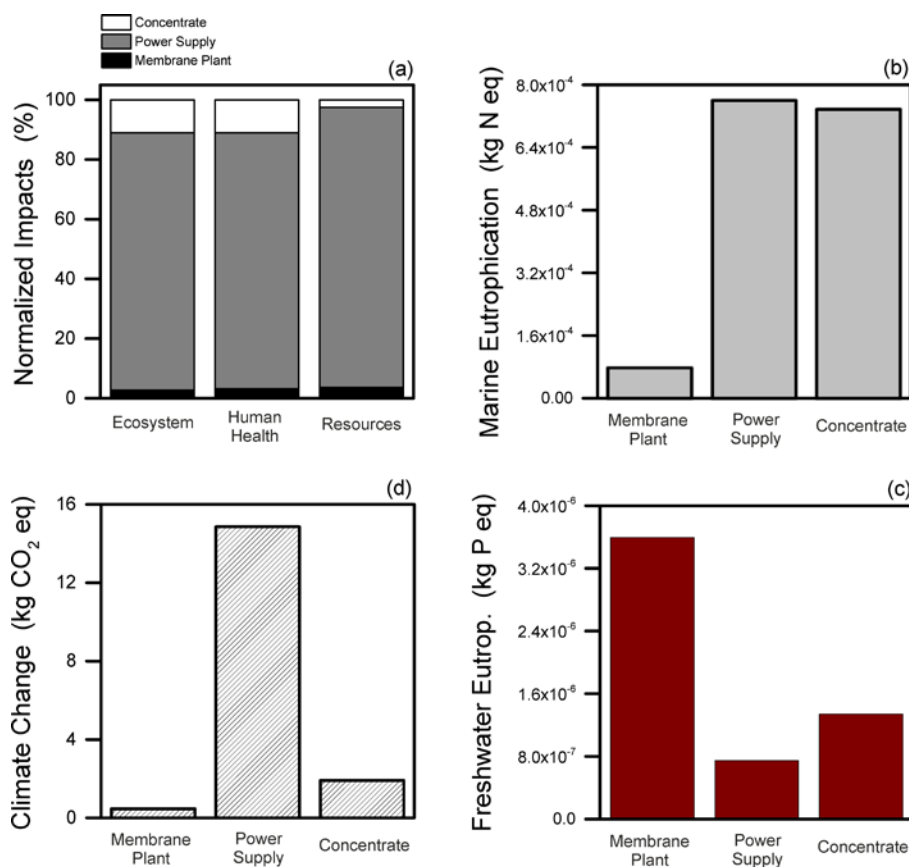 Concentrate
Power Supply
Membrane Plant
(a)
Normalized Impacts (%)
100
80
60
40
20
0
Ecosystem
Human
Health
Resources
(b)
Marine Eutrophication (kg N eq)
8.0x10-4
6.4x10-4
4.8x10-4
3.2x10-4
1.6x10-4
0.00
Membrane
Plant
Power
Supply
Concentrate
(d)
Climate Change (kg CO2 eq)
16
12
8
4
0
Membrane
Plant
Power
Supply
Concentrate
(c)
Freshwater Eutrop. (kg P eq)
4.0x10-6
3.2x10-6
2.4x10-6
1.6x10-6
8.0x10-7
0.0
Membrane
Plant
Power
Supply
Concentrate